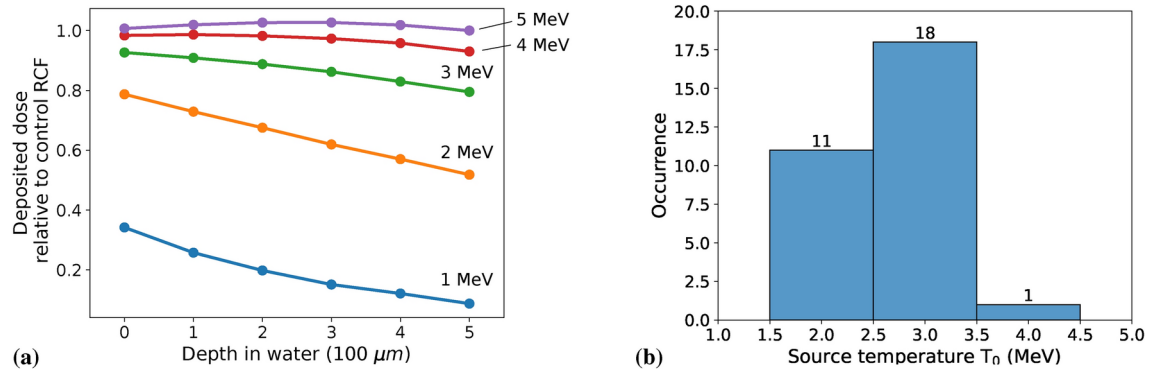 1.0
0.8
0.6
0.4
0.2
Deposited dose
relative to control RCF
5 MeV
4 MeV
3 MeV
2 MeV
1 MeV
0 1 2 3 4 5
Depth in water (100 μm)
(a)
20.0
17.5
15.0
12.5
10.0
7.5
5.0
2.5
0.0
Occurrence
11
18
1
1.0 1.5 2.0 2.5 3.0 3.5 4.0 4.5 5.0
Source temperature T₀ (MeV)
(b)